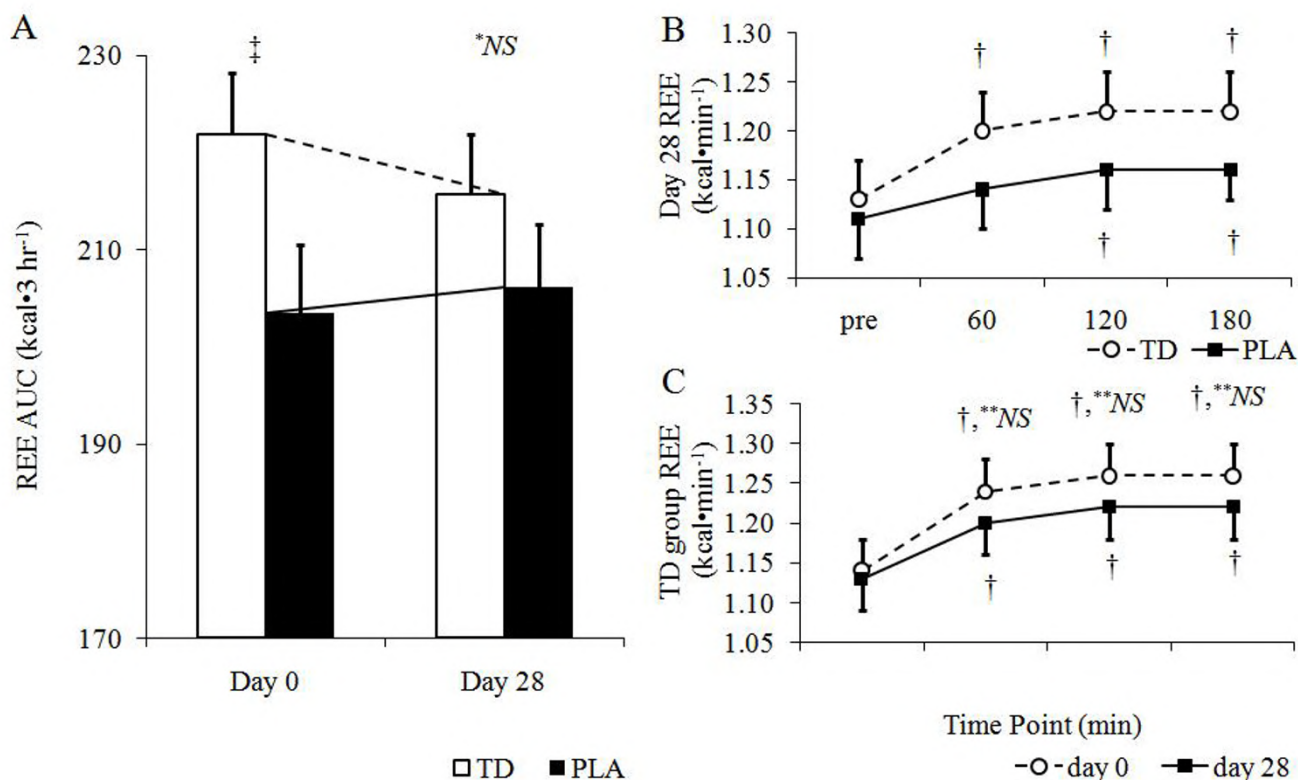 A
‡
*NS
230
210
190
170
REE AUC (kcal•3 hr⁻¹)
Day 0
Day 28
TD
PLA
B
† † †
1.30
1.25
1.20
1.15
1.10
1.05
Day 28 REE
(kcal•min⁻¹)
† †
pre 60 120 180
TD PLA
C
†,**NS †,**NS †,**NS
1.35
1.30
1.25
1.20
1.15
1.10
1.05
TD group REE
(kcal•min⁻¹)
† † †
Time Point (min)
day 0 day 28